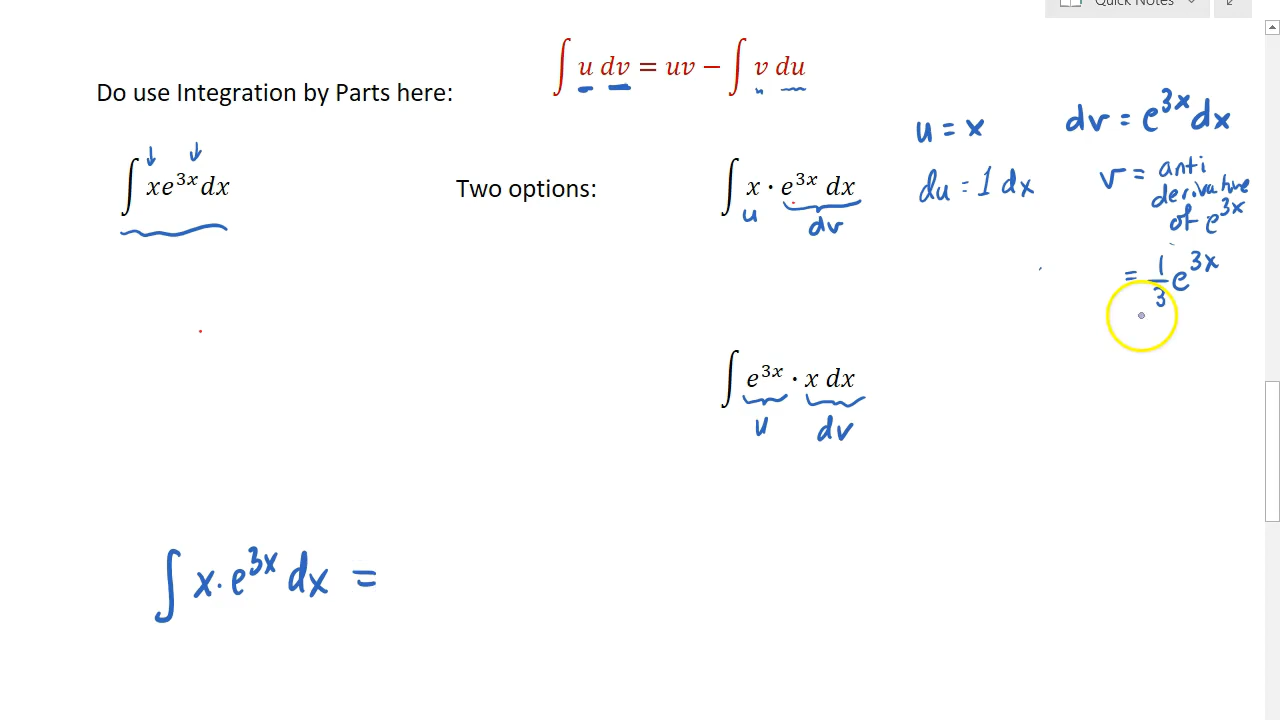 Quick Notes
∫ u dv = uv − ∫ v du
Do use Integration by Parts here:
u = x
dv = e^{3x} dx
∫ xe^{3x} dx
Two options:
∫ x · e^{3x} dx
u
dv
du = 1 dx
v = anti
derivative
of e^{3x}
= 1/3 e^{3x}
∫ e^{3x} · x dx
u
dv
∫ x · e^{3x} dx =